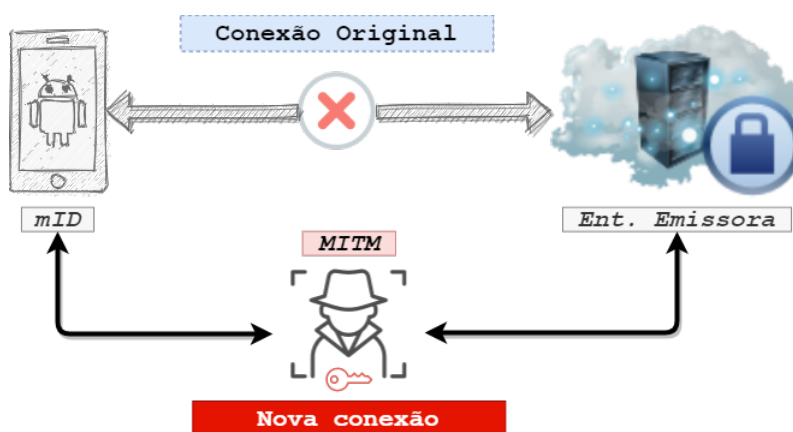 Conexão Original
mID
Ent. Emissora
MITM
Nova conexão